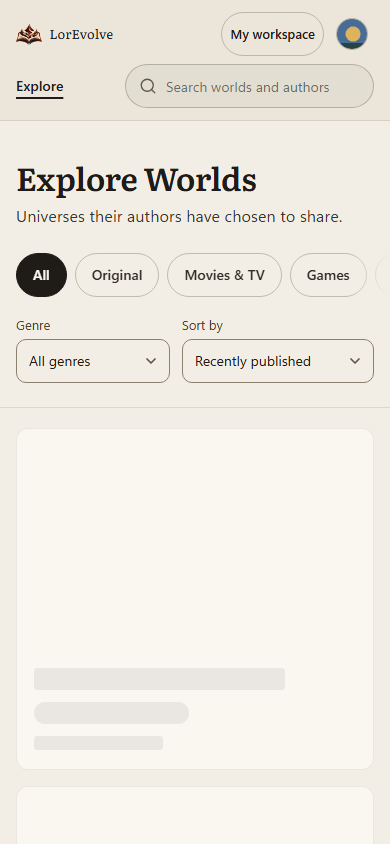 LorEvolve
My workspace
Explore
Search worlds and authors
Explore Worlds
Universes their authors have chosen to share.
All
Original
Movies & TV
Games
Genre
Sort by
All genres
Recently published